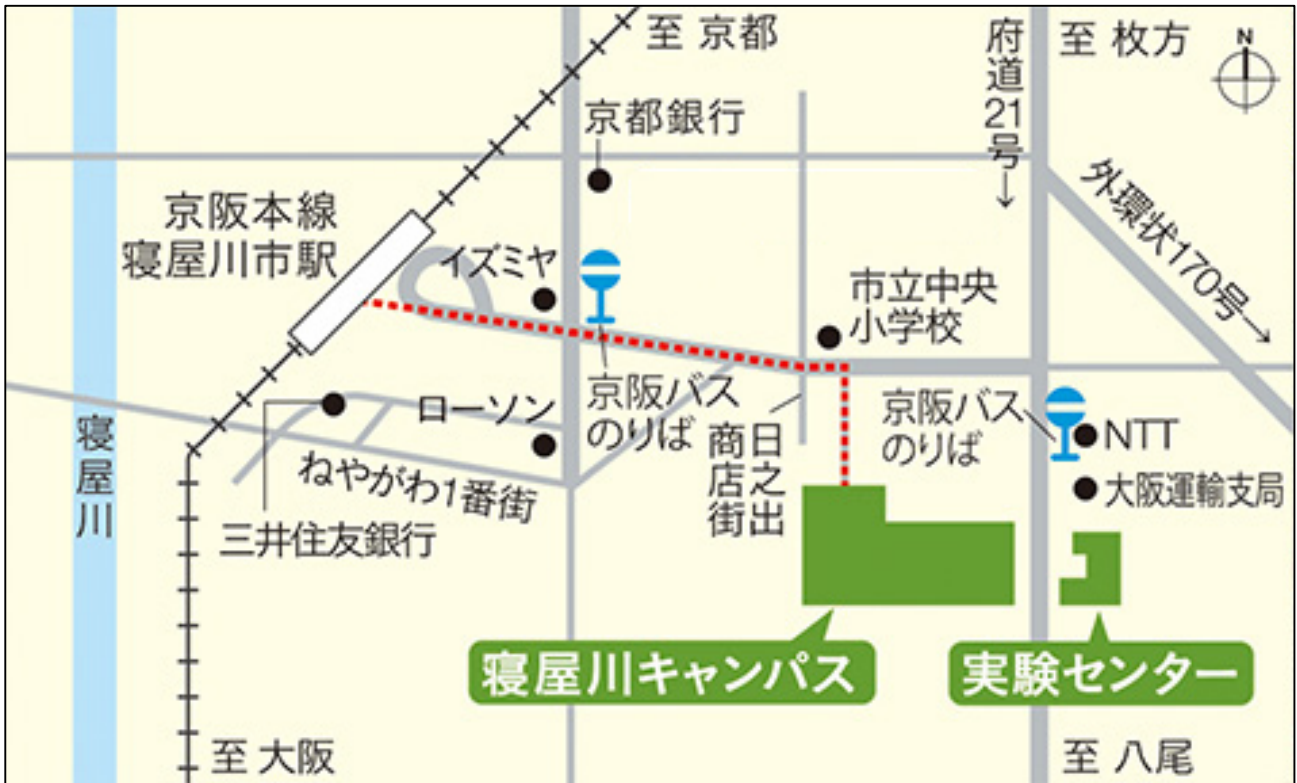 至 京都
府道21号
至 枚方
N
京都銀行
外環状170号
京阪本線
寝屋川市駅
イズミヤ
市立中央
小学校
京阪バス
のりば
日之出
商店街
京阪バス
のりば
ローソン
NTT
寝屋川
ねやがわ1番街
大阪運輸支局
三井住友銀行
寝屋川キャンパス
実験センター
至 大阪
至 八尾